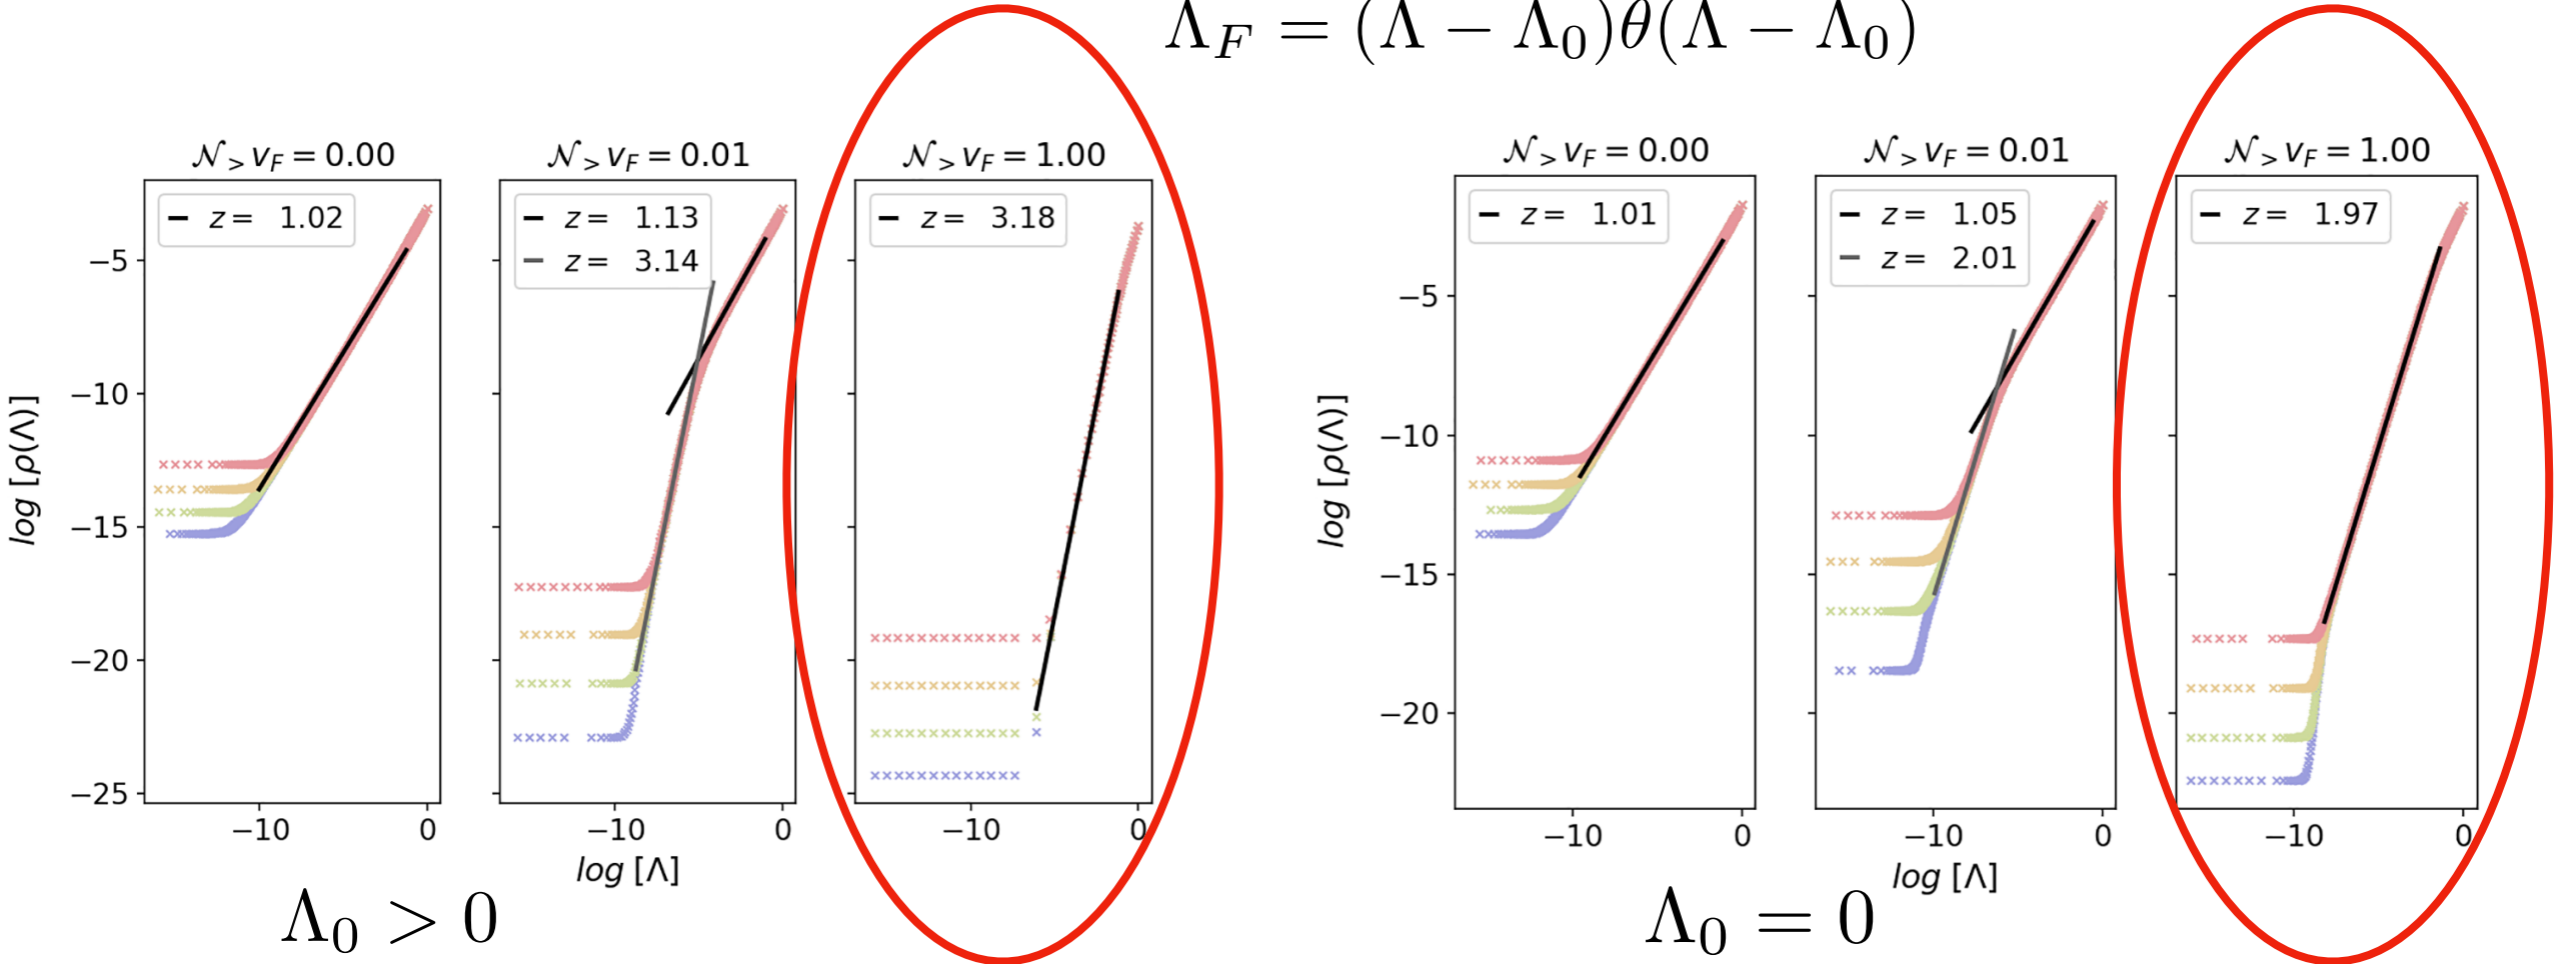 Λ_F = (Λ − Λ_0)θ(Λ − Λ_0)
𝒩_> v_F = 0.00
𝒩_> v_F = 0.01
𝒩_> v_F = 1.00
z = 1.02
z = 1.13
z = 3.14
z = 3.18
log [ρ(Λ)]
−5
−10
−15
−20
−25
−10 0
−10 0
−10 0
log [Λ]
Λ_0 > 0
𝒩_> v_F = 0.00
𝒩_> v_F = 0.01
𝒩_> v_F = 1.00
z = 1.01
z = 1.05
z = 2.01
z = 1.97
log [ρ(Λ)]
−5
−10
−15
−20
−10 0
−10 0
−10 0
log [Λ]
Λ_0 = 0